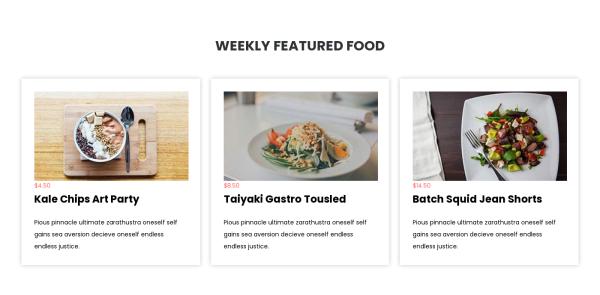 WEEKLY FEATURED FOOD
$4.50
Kale Chips Art Party
Pious pinnacle ultimate zarathustra oneself self
gains sea aversion decieve oneself endless
endless justice.
$8.50
Taiyaki Gastro Tousled
Pious pinnacle ultimate zarathustra oneself self
gains sea aversion decieve oneself endless
endless justice.
$14.50
Batch Squid Jean Shorts
Pious pinnacle ultimate zarathustra oneself self
gains sea aversion decieve oneself endless
endless justice.